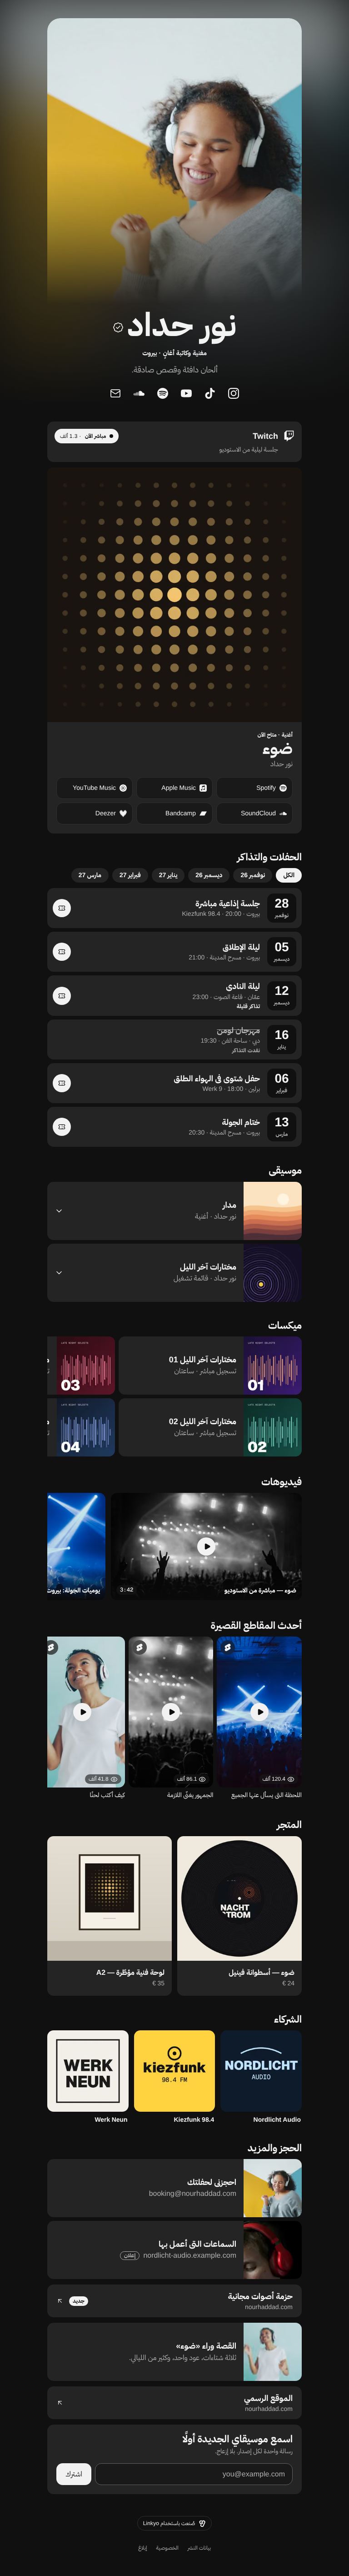 نور حداد
مغنية وكاتبة أغانٍ · بيروت
ألحان دافئة وقصص صادقة.
Twitch
جلسة ليلية من الاستوديو
مباشر الآن · 1.3 ألف
أغنية · متاح الآن
ضوء
نور حداد
Spotify
Apple Music
YouTube Music
SoundCloud
Bandcamp
Deezer
الحفلات والتذاكر
الكل
نوفمبر 26
ديسمبر 26
يناير 27
فبراير 27
مارس 27
28
نوفمبر
جلسة إذاعية مباشرة
بيروت · Kiezfunk 98.4 · 20:00
05
ديسمبر
ليلة الإطلاق
بيروت · مسرح المدينة · 21:00
12
ديسمبر
ليلة النادي
عمّان · قاعة الصوت · 23:00
تذاكر قليلة
16
يناير
مهرجان لومن
دبي · ساحة الفن · 19:30
نفدت التذاكر
06
فبراير
حفل شتوي في الهواء الطلق
برلين · Werk 9 · 18:00
13
مارس
ختام الجولة
بيروت · مسرح المدينة · 20:30
موسيقى
مدار
نور حداد · أغنية
مختارات آخر الليل
نور حداد · قائمة تشغيل
ميكسات
01
مختارات آخر الليل 01
تسجيل مباشر · ساعتان
03
02
مختارات آخر الليل 02
تسجيل مباشر · ساعتان
04
فيديوهات
ضوء — مباشرة من الاستوديو
3:42
يوميات الجولة: بيروت
أحدث المقاطع القصيرة
120.4 ألف
86.1 ألف
41.8 ألف
اللحظة التي يسأل عنها الجميع
الجمهور يغنّي اللازمة
كيف أكتب لحنًا
المتجر
NACHT
STROM
ضوء — أسطوانة فينيل
24 €
لوحة فنية مؤطّرة — A2
35 €
الشركاء
NORDLICHT
AUDIO
kiezfunk
98.4 FM
WERK
NEUN
Nordlicht Audio
Kiezfunk 98.4
Werk Neun
الحجز والمزيد
احجزني لحفلتك
booking@nourhaddad.com
السماعات التي أعمل بها
nordlicht-audio.example.com
إعلان
حزمة أصوات مجانية
nourhaddad.com
جديد
القصة وراء «ضوء»
ثلاثة شتاءات، عود واحد، وكثير من الليالي.
الموقع الرسمي
nourhaddad.com
اسمع موسيقاي الجديدة أولًا
رسالة واحدة لكل إصدار. بلا إزعاج.
you@example.com
اشترك
صُنعت باستخدام Linkyo
بيانات النشر
الخصوصية
إبلاغ